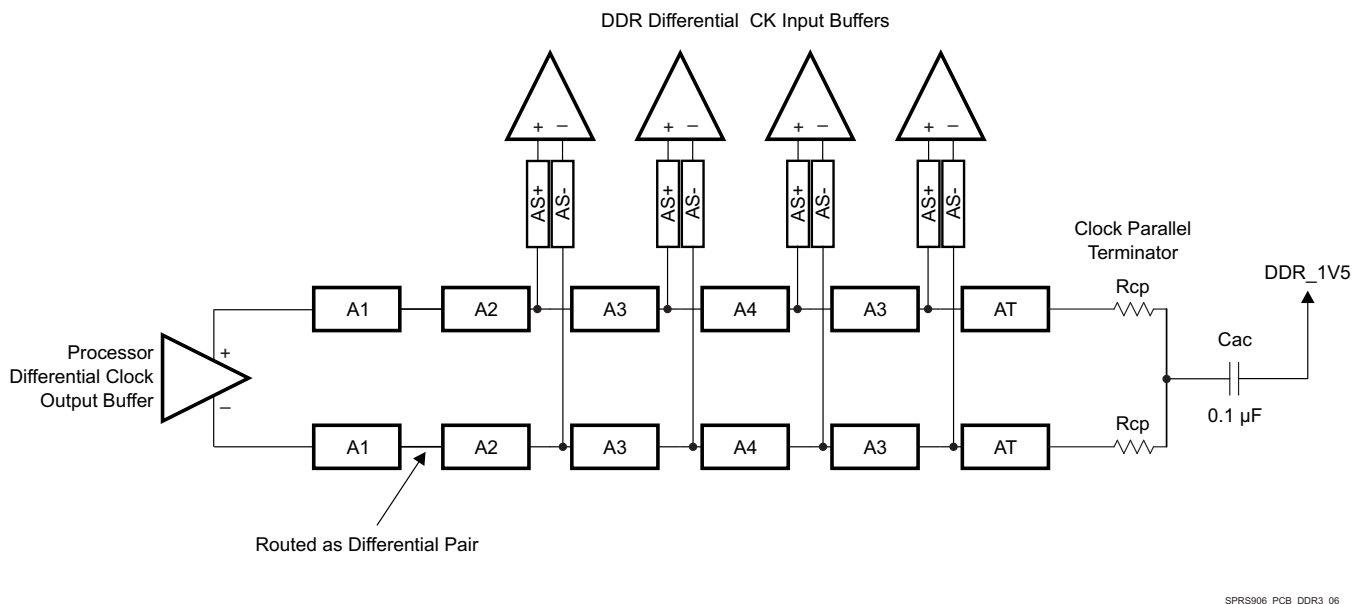 DDR Differential CK Input Buffers
+ − + − + − + −
AS+ AS- AS+ AS- AS+ AS- AS+ AS-
Clock Parallel
Terminator
DDR_1V5
A1 A2 A3 A4 A3 AT Rcp
Processor
Differential Clock
Output Buffer
+
−
Cac
0.1 µF
A1 A2 A3 A4 A3 AT Rcp
Routed as Differential Pair
SPRS906_PCB_DDR3_06